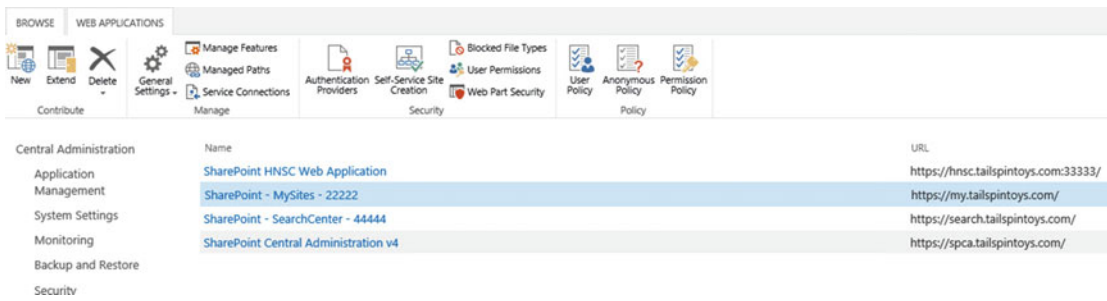 BROWSE WEB APPLICATIONS
New Extend Delete General Settings Manage Features Managed Paths Service Connections Authentication Providers Self-Service Site Creation Blocked File Types User Permissions Web Part Security User Policy Anonymous Policy Permission Policy
Contribute Manage Security Policy
Central Administration Name URL
Application Management SharePoint HNSC Web Application https://hnsc.tailspintoys.com:33333/
SharePoint - MySites - 22222 https://my.tailspintoys.com/
System Settings SharePoint - SearchCenter - 44444 https://search.tailspintoys.com/
Monitoring SharePoint Central Administration v4 https://spca.tailspintoys.com/
Backup and Restore
Security